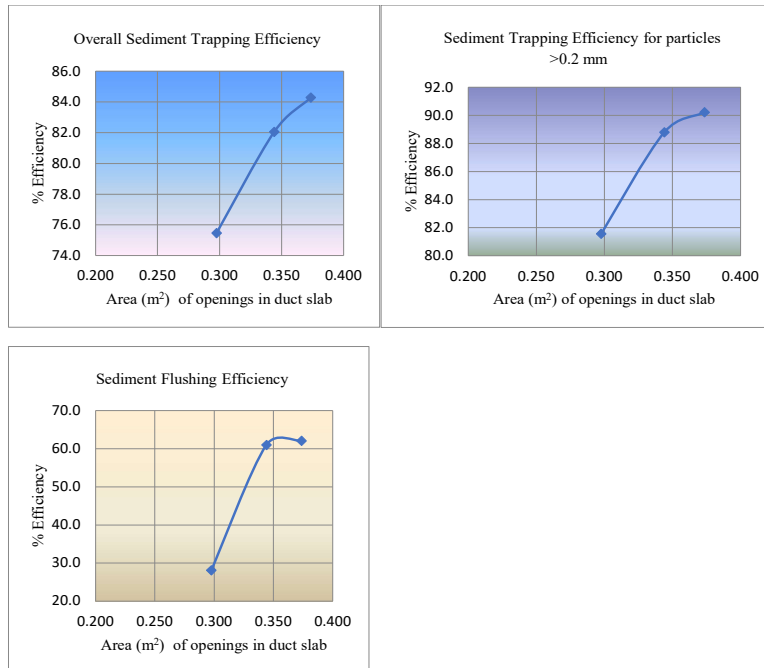 Overall Sediment Trapping Efficiency
86.0
84.0
82.0
80.0
78.0
76.0
74.0
% Efficiency
0.200 0.250 0.300 0.350 0.400
Area (m²) of openings in duct slab
Sediment Trapping Efficiency for particles
>0.2 mm
92.0
90.0
88.0
86.0
84.0
82.0
80.0
% Efficiency
0.200 0.250 0.300 0.350 0.400
Area (m²) of openings in duct slab
Sediment Flushing Efficiency
70.0
60.0
50.0
40.0
30.0
20.0
% Efficiency
0.200 0.250 0.300 0.350 0.400
Area (m²) of openings in duct slab